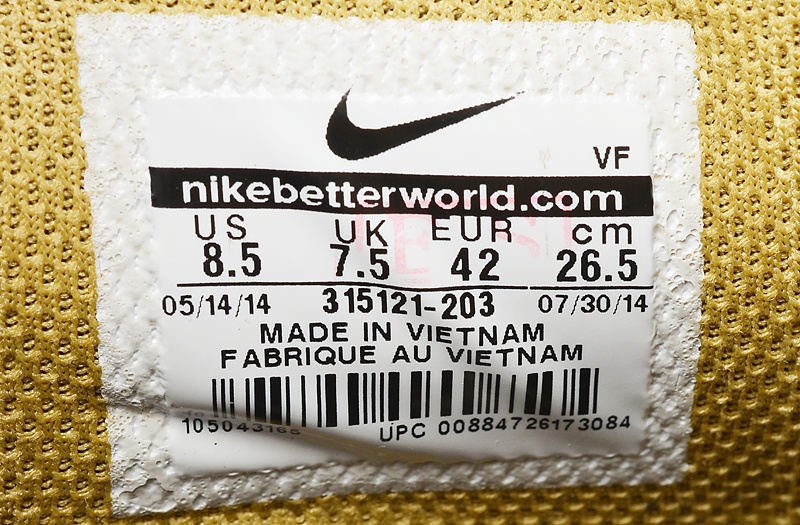 VF
nikebetterworld.com
US UK EUR cm
8.5 7.5 42 26.5
05/14/14 315121-203 07/30/14
MADE IN VIETNAM
FABRIQUE AU VIETNAM
UPC 00884726173084